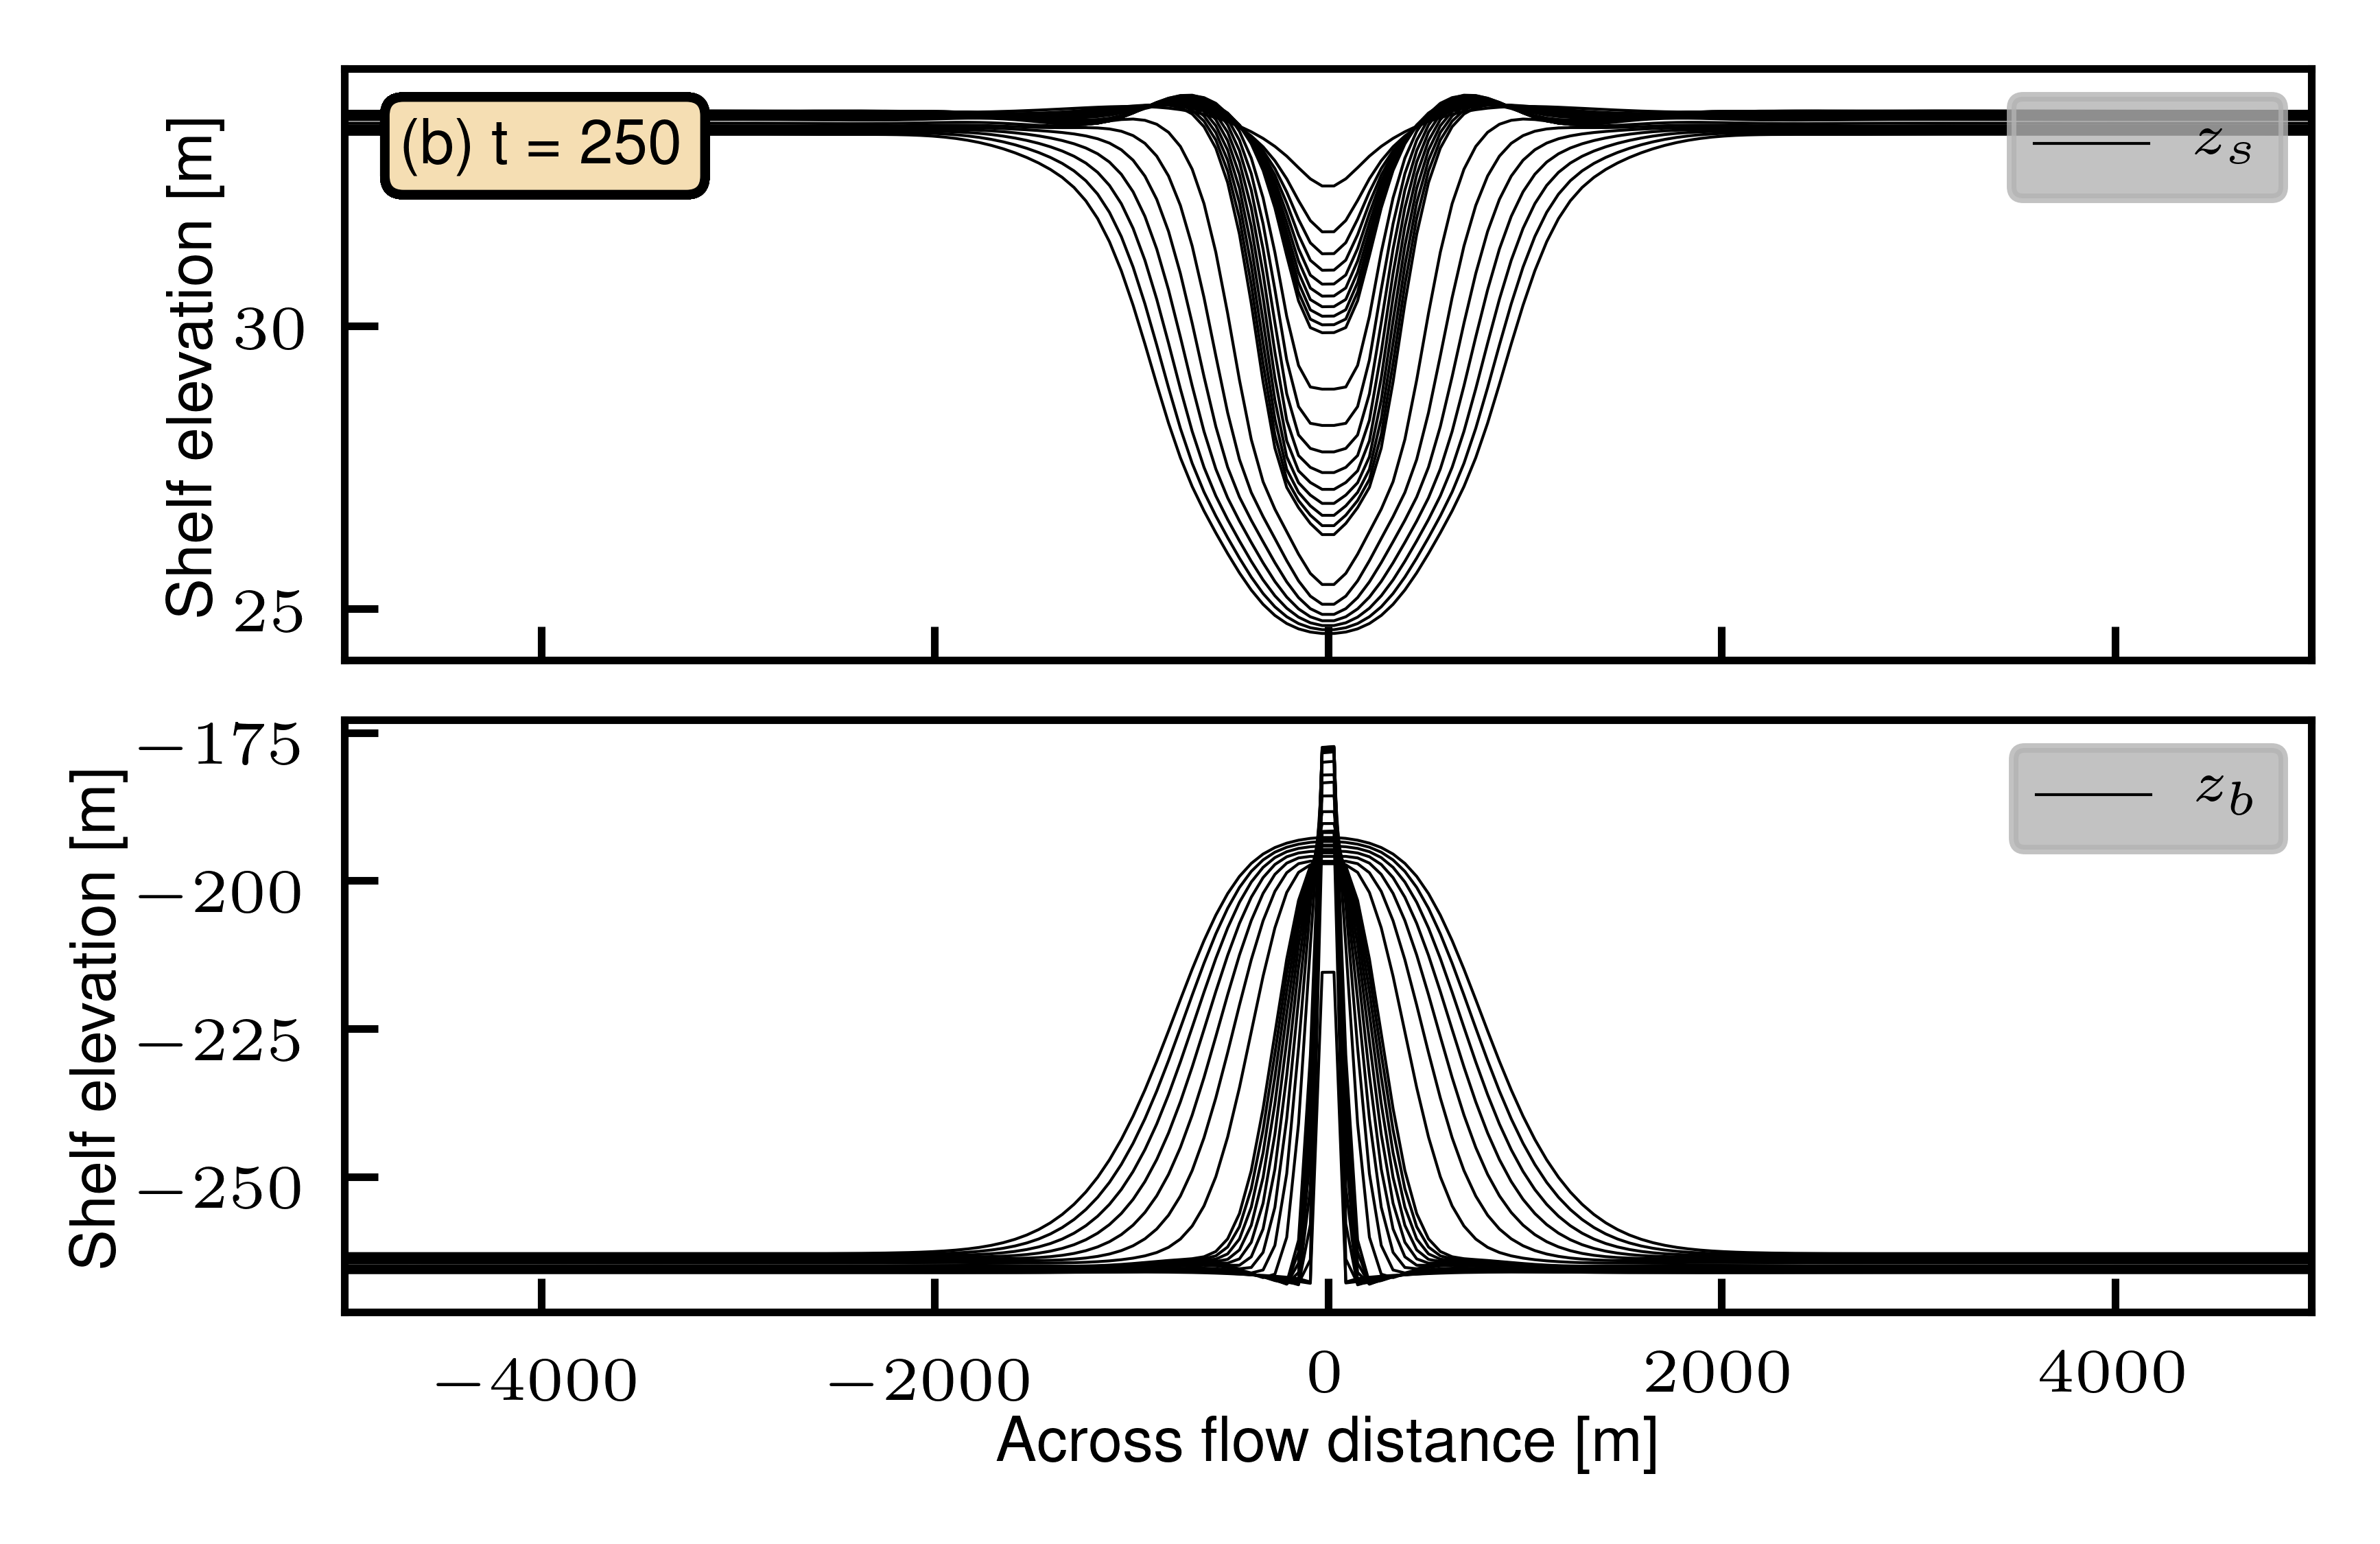 Shelf elevation [m]
30
25
(b) t = 250
z_s
Shelf elevation [m]
−175
−200
−225
−250
z_b
−4000 −2000 0 2000 4000
Across flow distance [m]